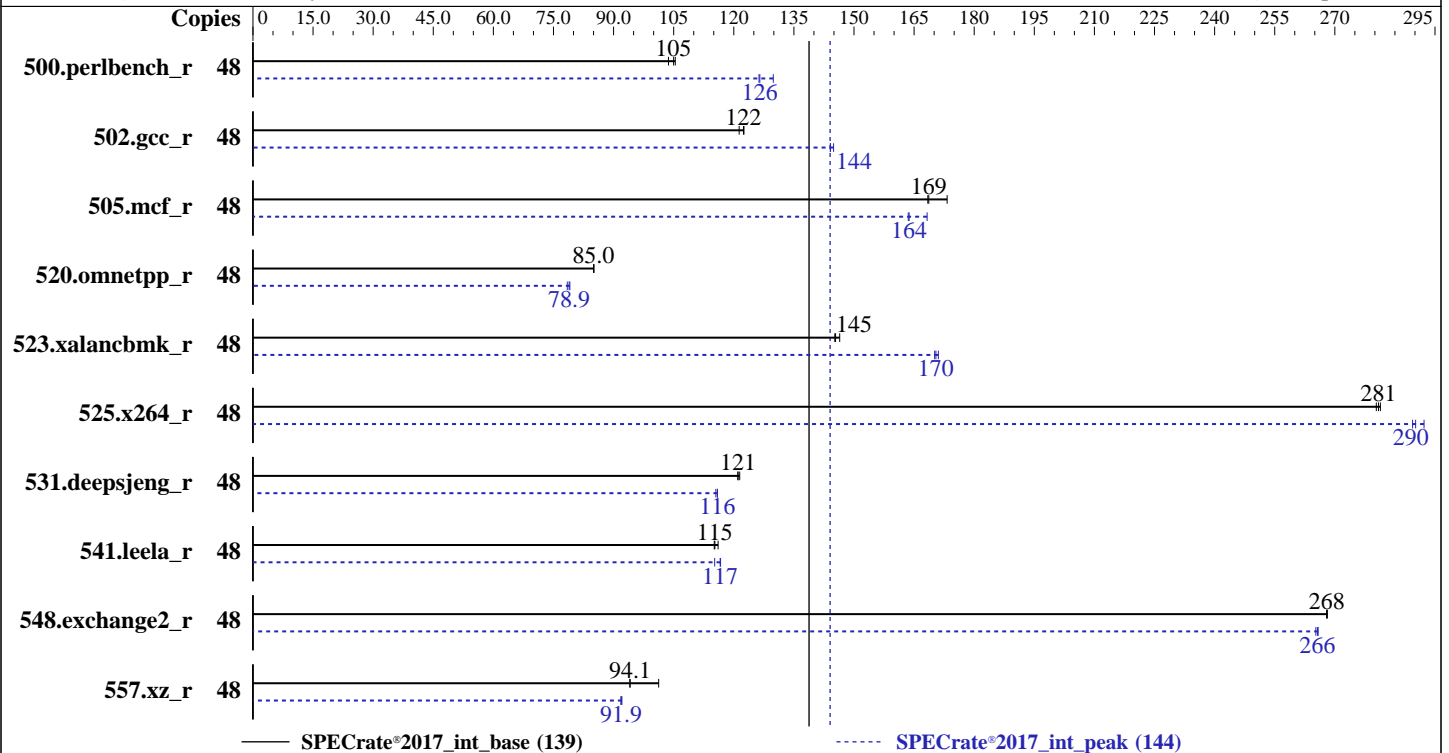 Copies 0 15.0 30.0 45.0 60.0 75.0 90.0 105 120 135 150 165 180 195 210 225 240 255 270 295
105
500.perlbench_r 48
126
122
502.gcc_r 48
144
169
505.mcf_r 48
164
85.0
520.omnetpp_r 48
78.9
145
523.xalancbmk_r 48
170
281
525.x264_r 48
290
121
531.deepsjeng_r 48
116
115
541.leela_r 48
117
268
548.exchange2_r 48
266
94.1
557.xz_r 48
91.9
SPECrate®2017_int_base (139) SPECrate®2017_int_peak (144)